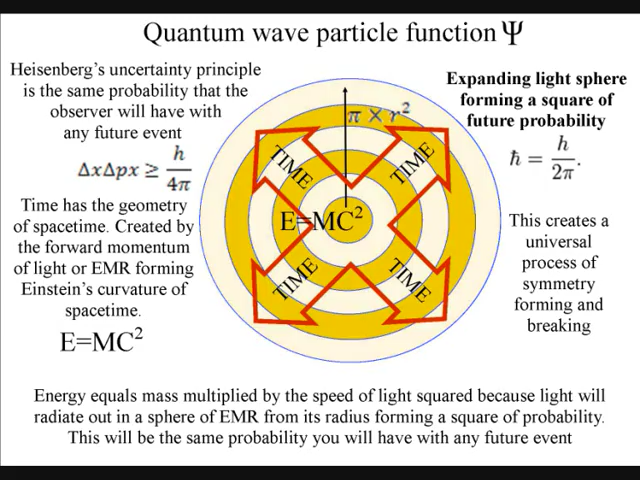 Quantum wave particle function Ψ
Heisenberg's uncertainty principle
is the same probability that the
observer will have with
any future event
ΔxΔpx ≥ h/4π
Time has the geometry
of spacetime. Created by
the forward momentum
of light or EMR forming
Einstein's curvature of
spacetime.
E=MC²
π × r²
TIME
TIME
E=MC²
TIME
TIME
Expanding light sphere
forming a square of
future probability
ħ = h/2π.
This creates a
universal
process of
symmetry
forming and
breaking
Energy equals mass multiplied by the speed of light squared because light will
radiate out in a sphere of EMR from its radius forming a square of probability.
This will be the same probability you will have with any future event